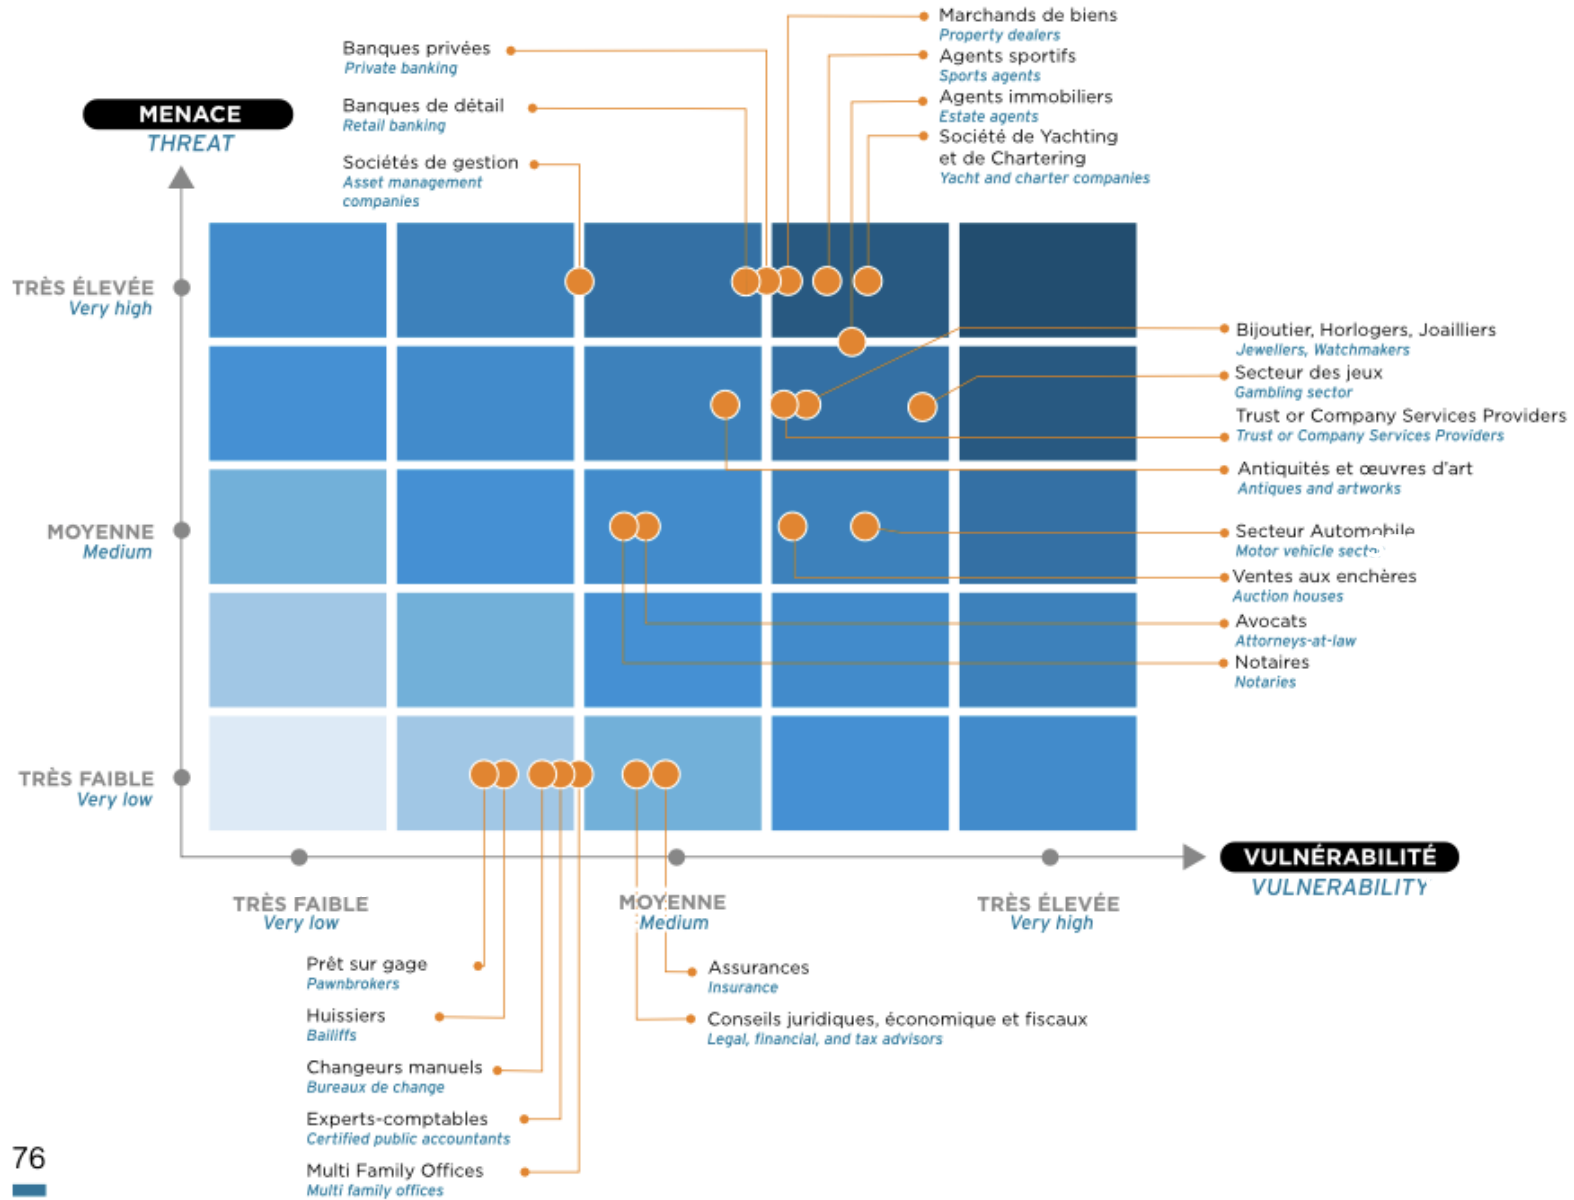 Banques privées
Private banking
Banques de détail
Retail banking
Sociétés de gestion
Asset management
companies
Marchands de biens
Property dealers
Agents sportifs
Sports agents
Agents immobiliers
Estate agents
Société de Yachting
et de Chartering
Yacht and charter companies
MENACE
THREAT
TRÈS ÉLEVÉE
Very high
MOYENNE
Medium
TRÈS FAIBLE
Very low
Bijoutier, Horlogers, Joailliers
Jewellers, Watchmakers
Secteur des jeux
Gambling sector
Trust or Company Services Providers
Trust or Company Services Providers
Antiquités et œuvres d'art
Antiques and artworks
Secteur Automobile
Motor vehicle sector
Ventes aux enchères
Auction houses
Avocats
Attorneys-at-law
Notaires
Notaries
VULNÉRABILITÉ
VULNERABILITY
TRÈS FAIBLE
Very low
MOYENNE
Medium
TRÈS ÉLEVÉE
Very high
Prêt sur gage
Pawnbrokers
Huissiers
Bailiffs
Changeurs manuels
Bureaux de change
Experts-comptables
Certified public accountants
Multi Family Offices
Multi family offices
Assurances
Insurance
Conseils juridiques, économique et fiscaux
Legal, financial, and tax advisors
76